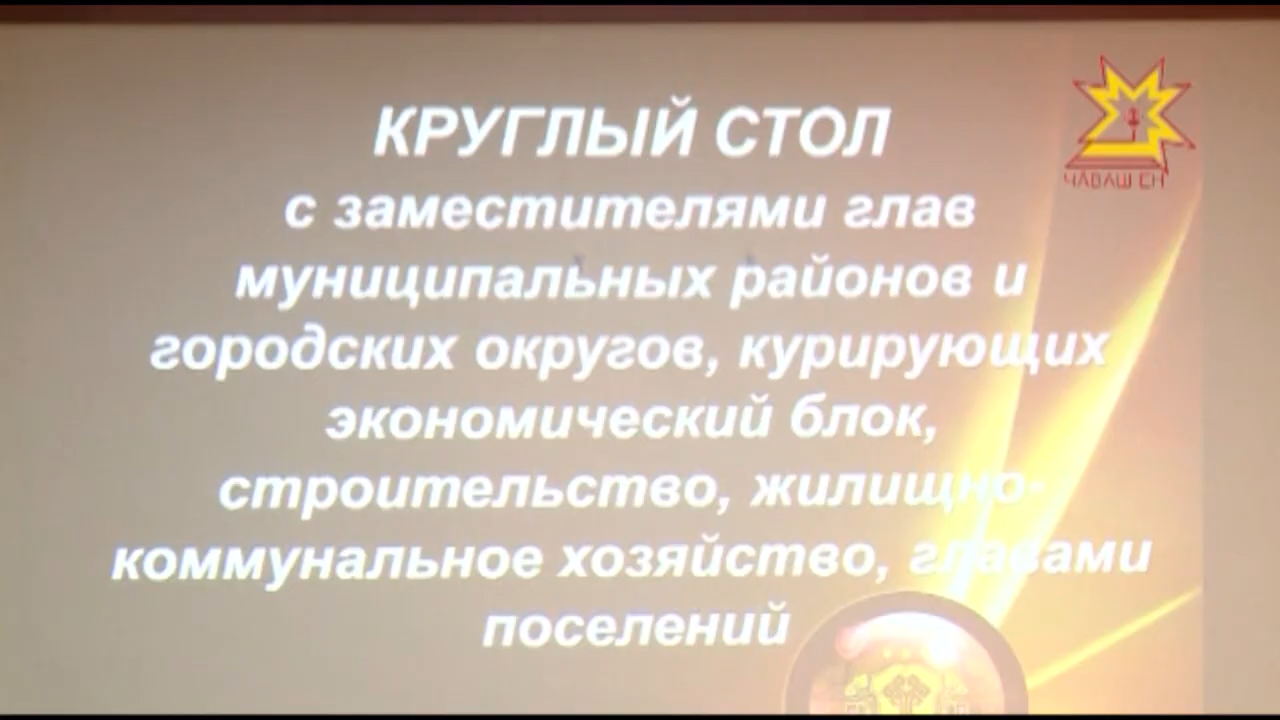 КРУГЛЫЙ СТОЛ
с заместителями глав
муниципальных районов и
городских округов, курирующих
экономический блок,
строительство, жилищно-
коммунальное хозяйство, главами
поселений
ЧĂВАШ ЕН